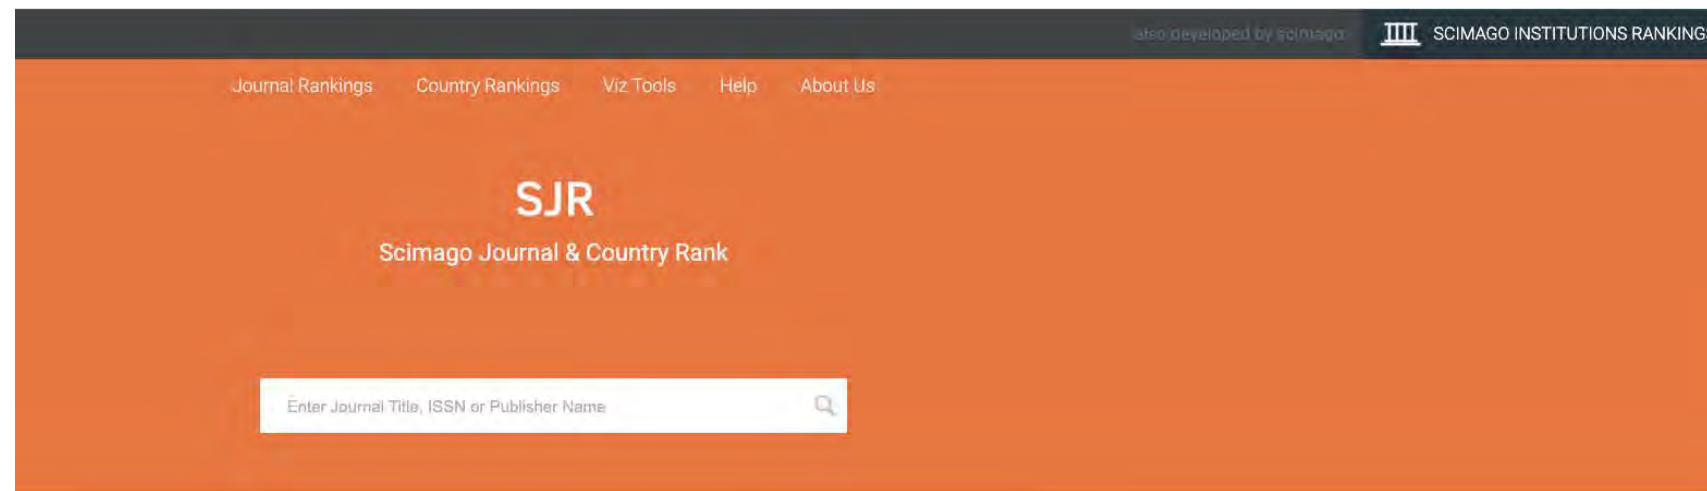 also developed by scimago
SCIMAGO INSTITUTIONS RANKING
Journal Rankings Country Rankings Viz Tools Help About Us
SJR
Scimago Journal & Country Rank
Enter Journal Title, ISSN or Publisher Name